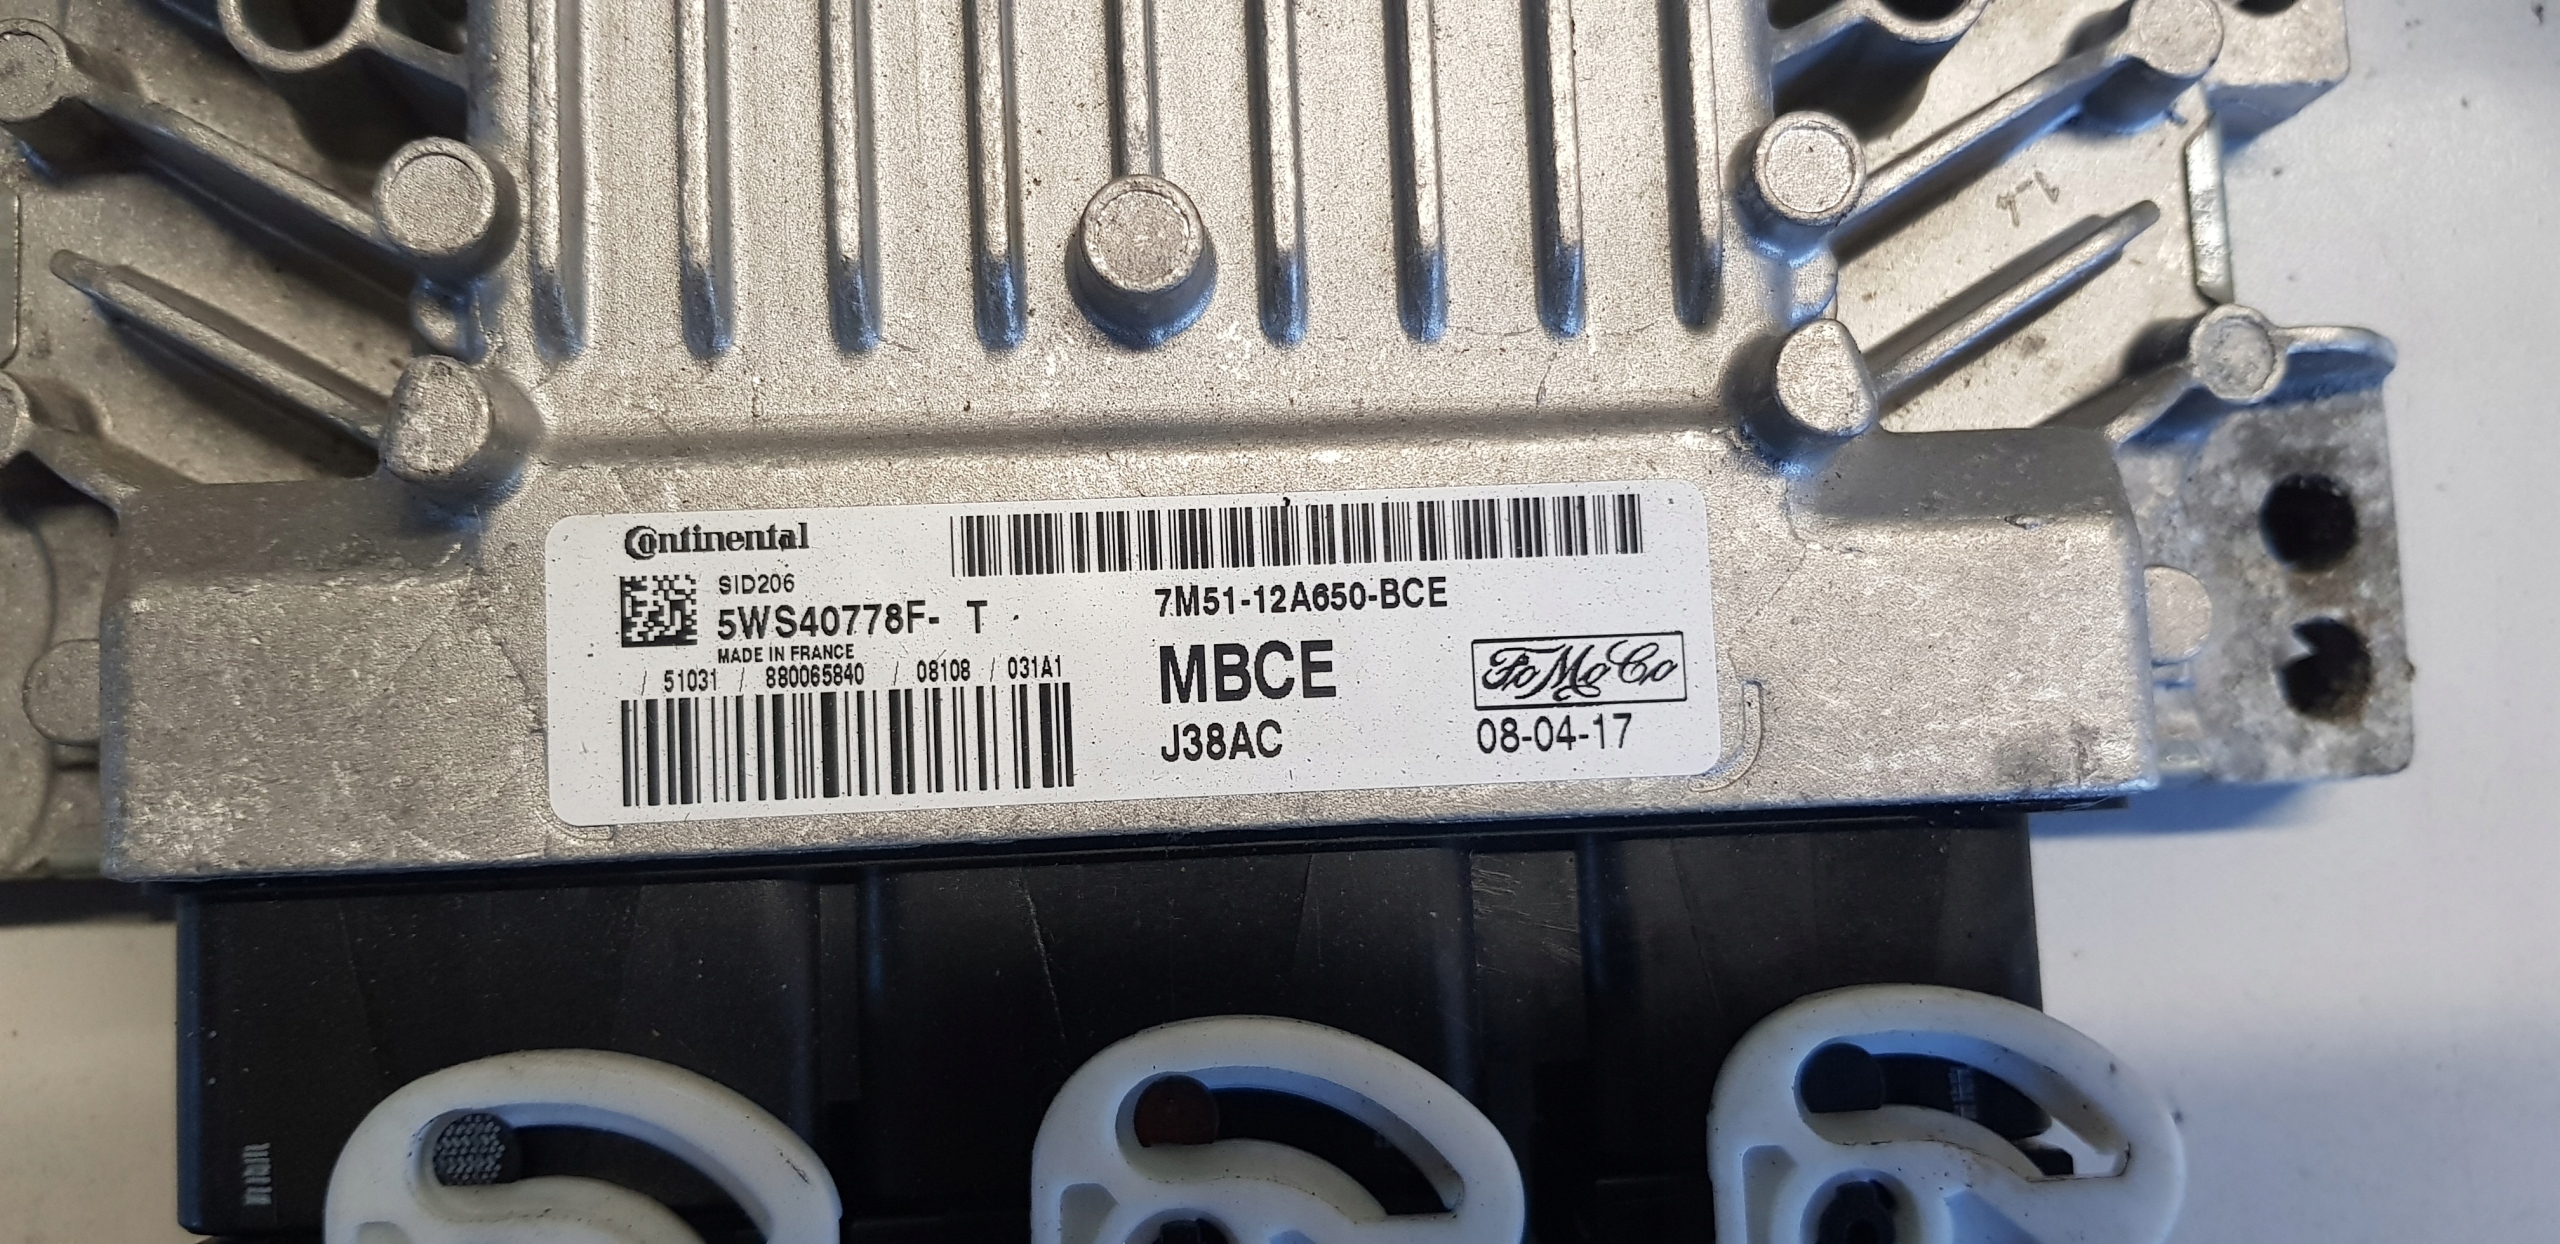 Continental
SID206
5WS40778F- T
MADE IN FRANCE
/ 51031 / 880065840 / 08108 / 031A1
7M51-12A650-BCE
MBCE
J38AC
FoMoCo
08-04-17